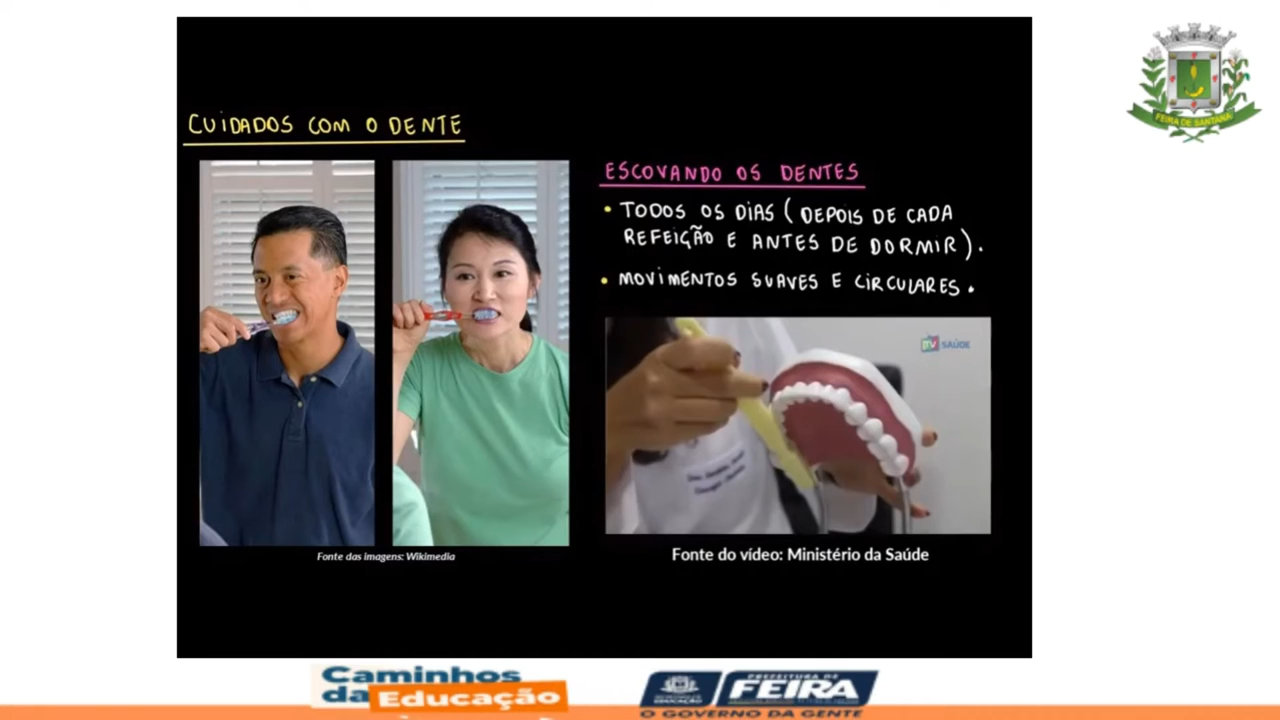 CUIDADOS COM O DENTE
ESCOVANDO OS DENTES
• TODOS OS DIAS (DEPOIS DE CADA
REFEIÇÃO E ANTES DE DORMIR).
• MOVIMENTOS SUAVES E CIRCULARES.
SAÚDE
Fonte das imagens: Wikimedia
Fonte do vídeo: Ministério da Saúde
FEIRA DE SANTANA
Caminhos
da Educação
PREFEITURA DE
FEIRA
O GOVERNO DA GENTE